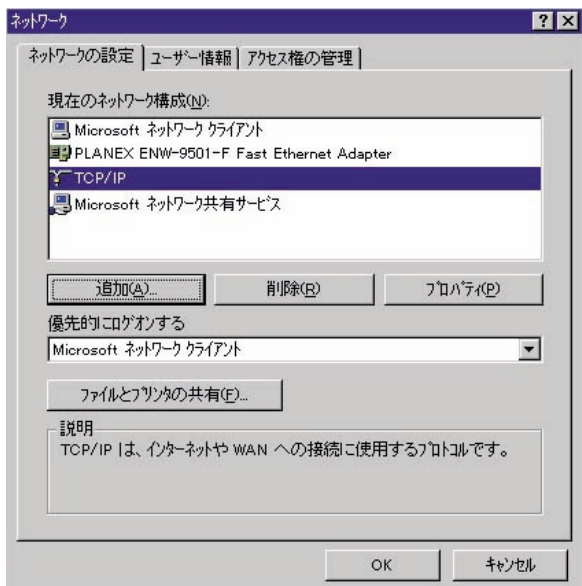 ネットワーク
ネットワークの設定 ユーザー情報 アクセス権の管理
現在のネットワーク構成(N):
Microsoft ネットワーク クライアント
PLANEX ENW-9501-F Fast Ethernet Adapter
TCP/IP
Microsoft ネットワーク共有サービス
追加(A)... 削除(R) プロパティ(P)
優先的にログオンする
Microsoft ネットワーク クライアント
ファイルとプリンタの共有(F)...
説明
TCP/IP は、インターネットや WAN への接続に使用するプロトコルです。
OK キャンセル